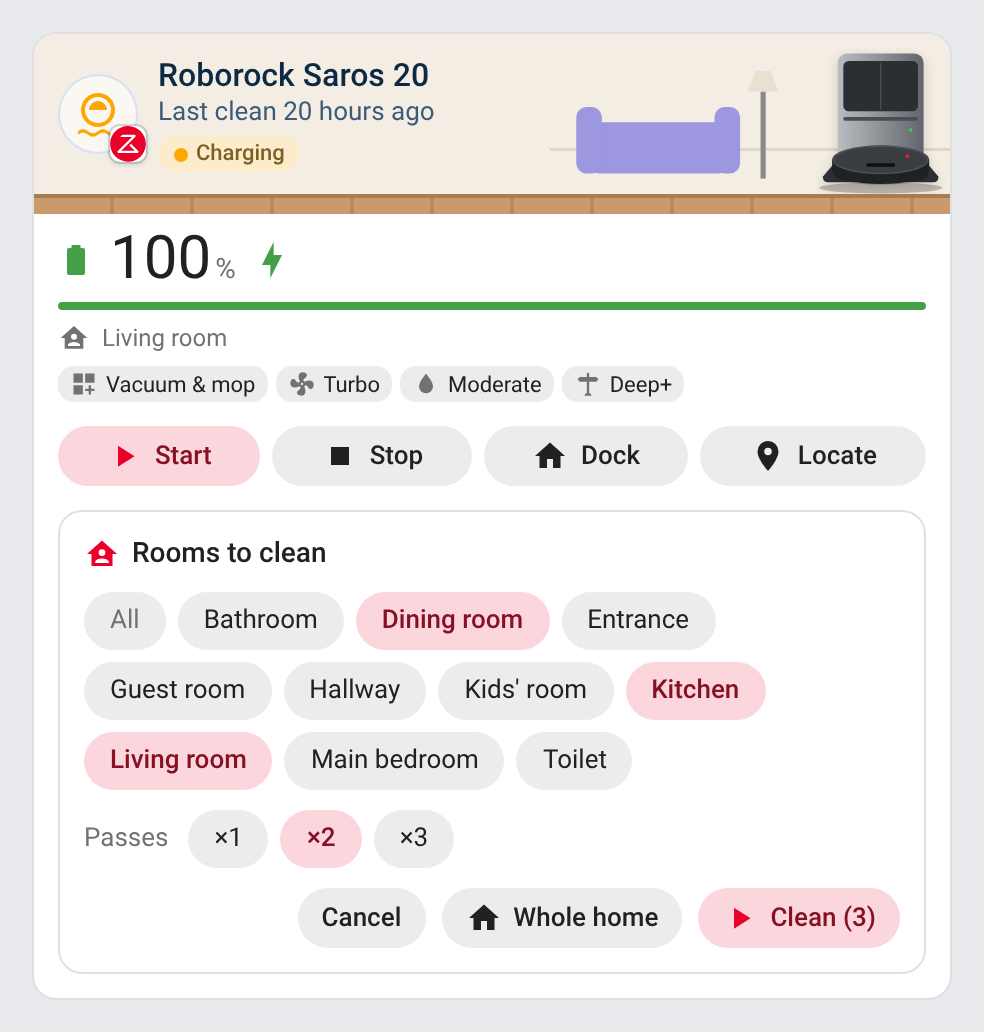 Roborock Saros 20
Last clean 20 hours ago
Charging
100 %
Living room
Vacuum & mop Turbo Moderate Deep+
Start Stop Dock Locate
Rooms to clean
All Bathroom Dining room Entrance
Guest room Hallway Kids' room Kitchen
Living room Main bedroom Toilet
Passes ×1 ×2 ×3
Cancel Whole home Clean (3)